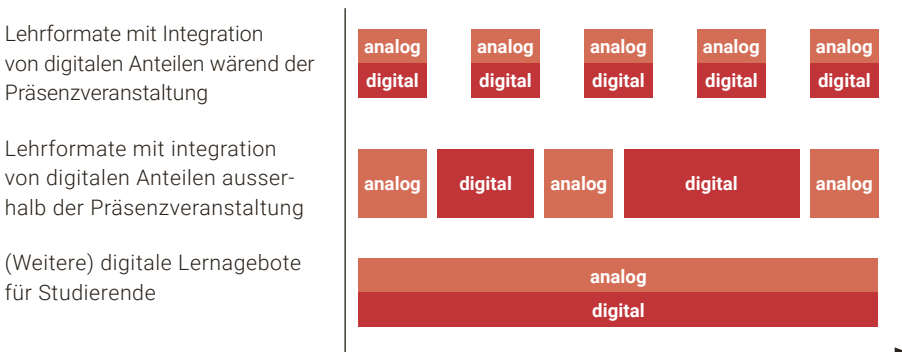 Lehrformate mit Integration
von digitalen Anteilen wärend der
Präsenzveranstaltung
analog analog analog analog analog
digital digital digital digital digital
Lehrformate mit integration
von digitalen Anteilen ausser-
halb der Präsenzveranstaltung
analog digital analog digital analog
(Weitere) digitale Lernagebote
für Studierende
analog
digital